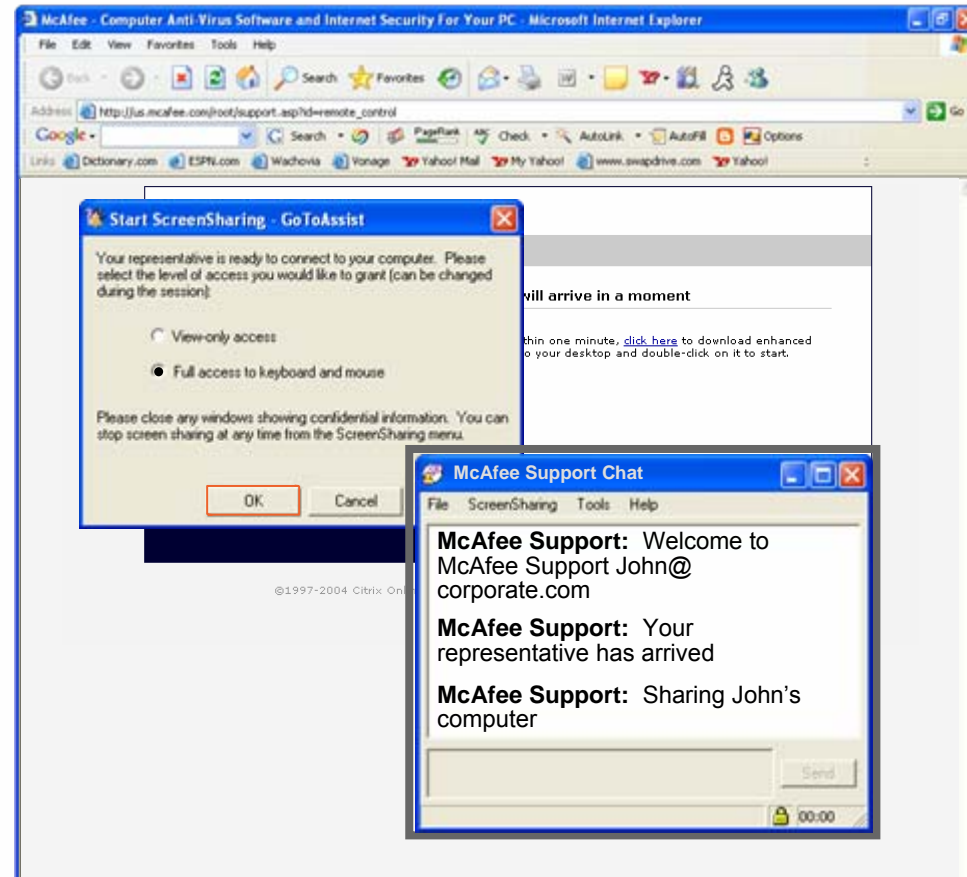 McAfee - Computer Anti-Virus Software and Internet Security For Your PC - Microsoft Internet Explorer
File Edit View Favorites Tools Help
Back Search Favorites
Address http://us.mcafee.com/root/support.asp?id=remote_control Go
Google Search PageRank ABC Check AutoLink AutoFill Options
Links Dictionary.com ESPN.com Wachovia Vonage Yahoo! Mail My Yahoo! www.swapdrive.com Yahoo!
Start ScreenSharing - GoToAssist
Your representative is ready to connect to your computer. Please
select the level of access you would like to grant (can be changed
during the session):
View-only access
Full access to keyboard and mouse
Please close any windows showing confidential information. You can
stop screen sharing at any time from the ScreenSharing menu.
OK Cancel
will arrive in a moment
thin one minute, click here to download enhanced
o your desktop and double-click on it to start.
©1997-2004 Citrix Onl
McAfee Support Chat
File ScreenSharing Tools Help
McAfee Support: Welcome to
McAfee Support John@
corporate.com
McAfee Support: Your
representative has arrived
McAfee Support: Sharing John’s
computer
Send
00:00